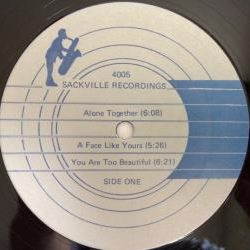 4005
SACKVILLE RECORDINGS
Alone Together (6:08)
A Face Like Yours (5:26)
You Are Too Beautiful (6:21)
SIDE ONE